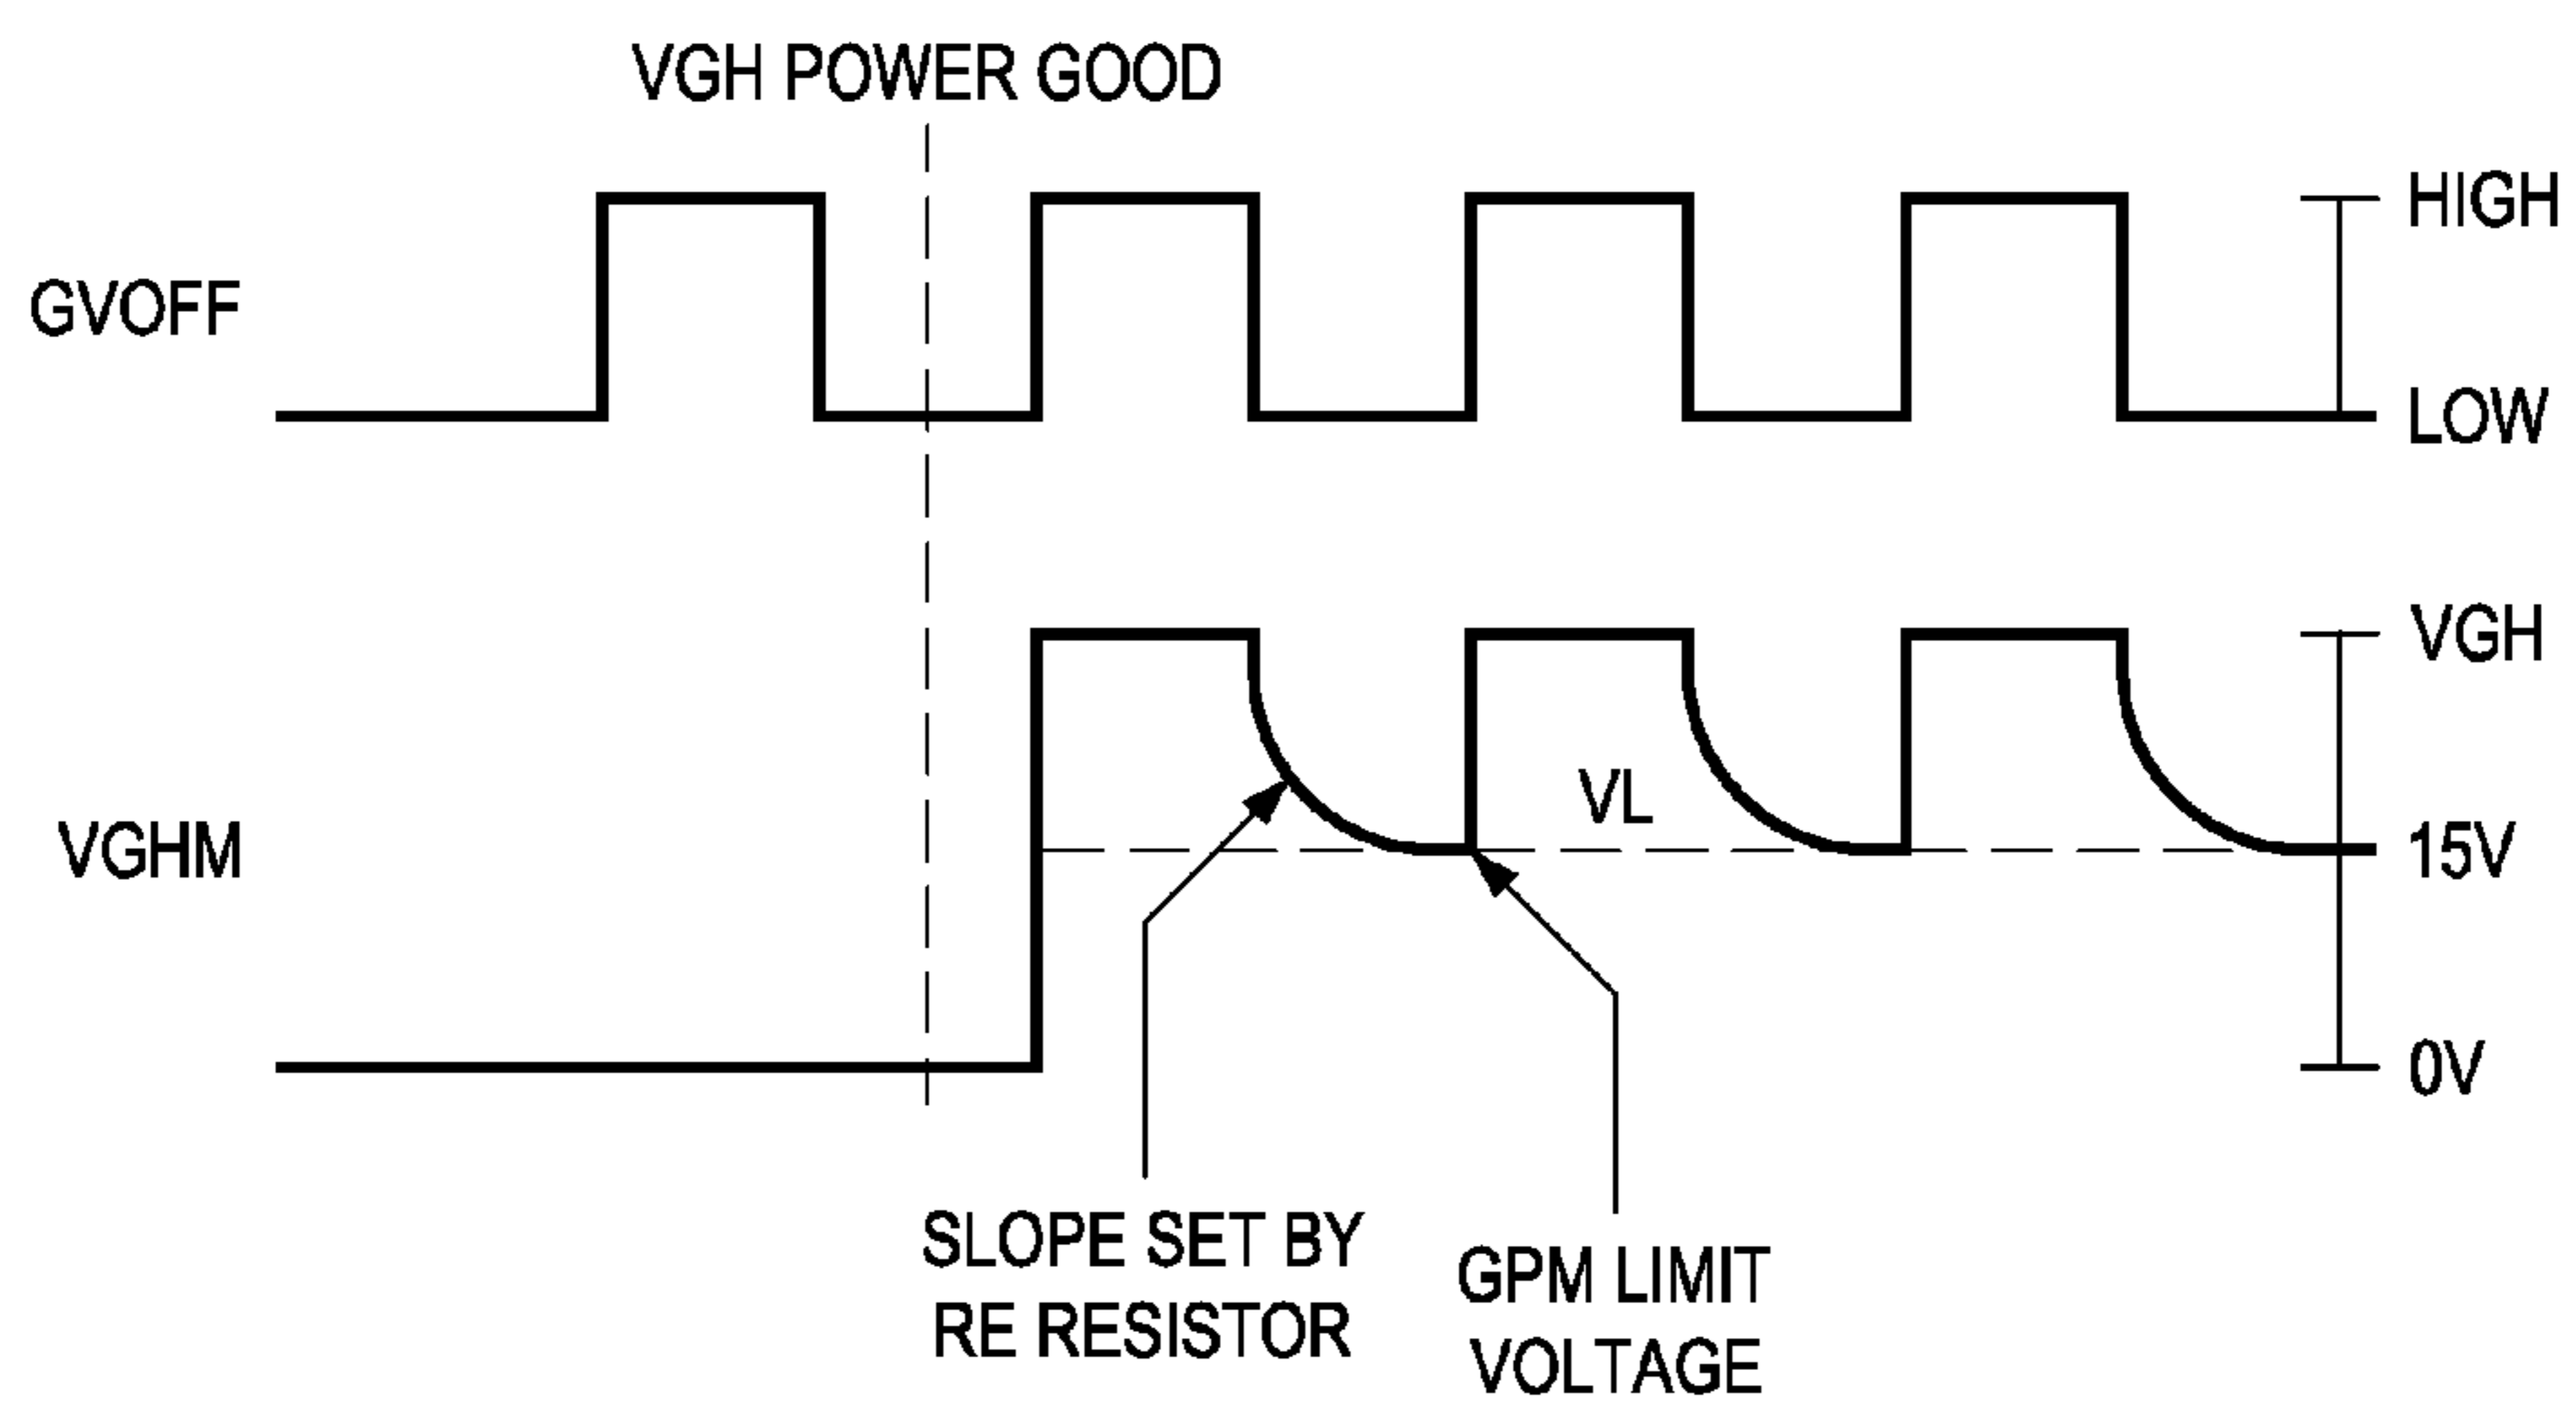 VGH POWER GOOD
HIGH
GVOFF
LOW
VGH
VL
VGHM
15V
0V
SLOPE SET BY
RE RESISTOR
GPM LIMIT
VOLTAGE